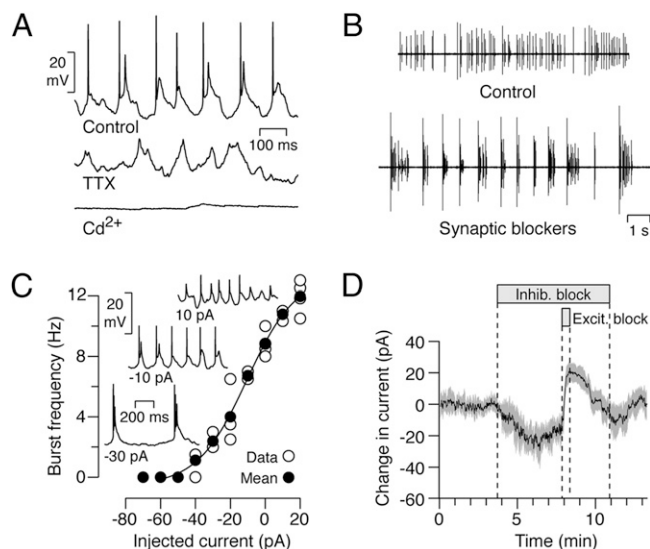 A
20
mV
Control
100 ms
TTX
Cd2+
B
Control
Synaptic blockers
1 s
C
Burst frequency (Hz)
12
8
4
0
20
mV
10 pA
-10 pA
200 ms
-30 pA
Data
Mean
-80 -60 -40 -20 0 20
Injected current (pA)
D
Inhib. block
Excit. block
Change in current (pA)
40
20
0
-20
-40
-60
0 5 10
Time (min)